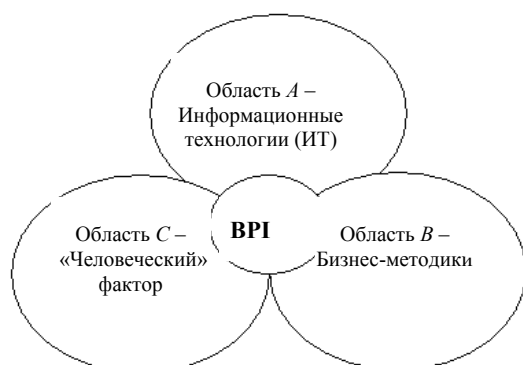 Область A –
Информационные
технологии (ИТ)
Область C –
«Человеческий»
фактор
BPI
Область B –
Бизнес-методики